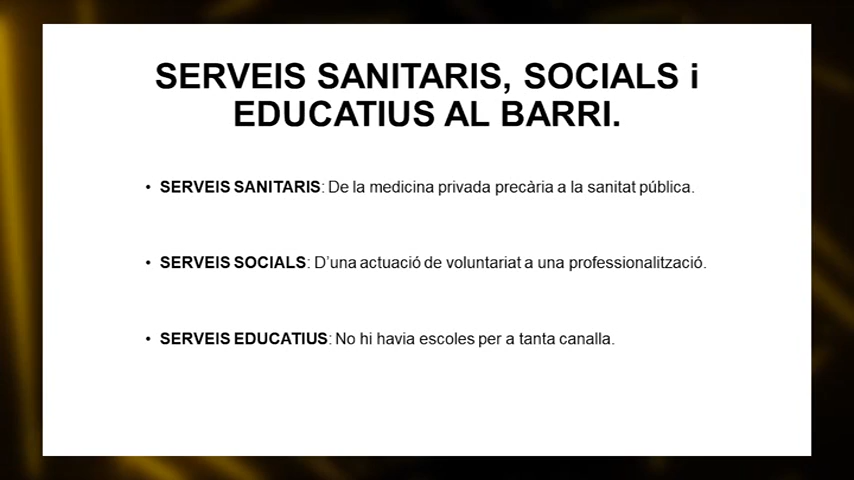 SERVEIS SANITARIS, SOCIALS i
EDUCATIUS AL BARRI.
• SERVEIS SANITARIS: De la medicina privada precària a la sanitat pública.
• SERVEIS SOCIALS: D’una actuació de voluntariat a una professionalització.
• SERVEIS EDUCATIUS: No hi havia escoles per a tanta canalla.